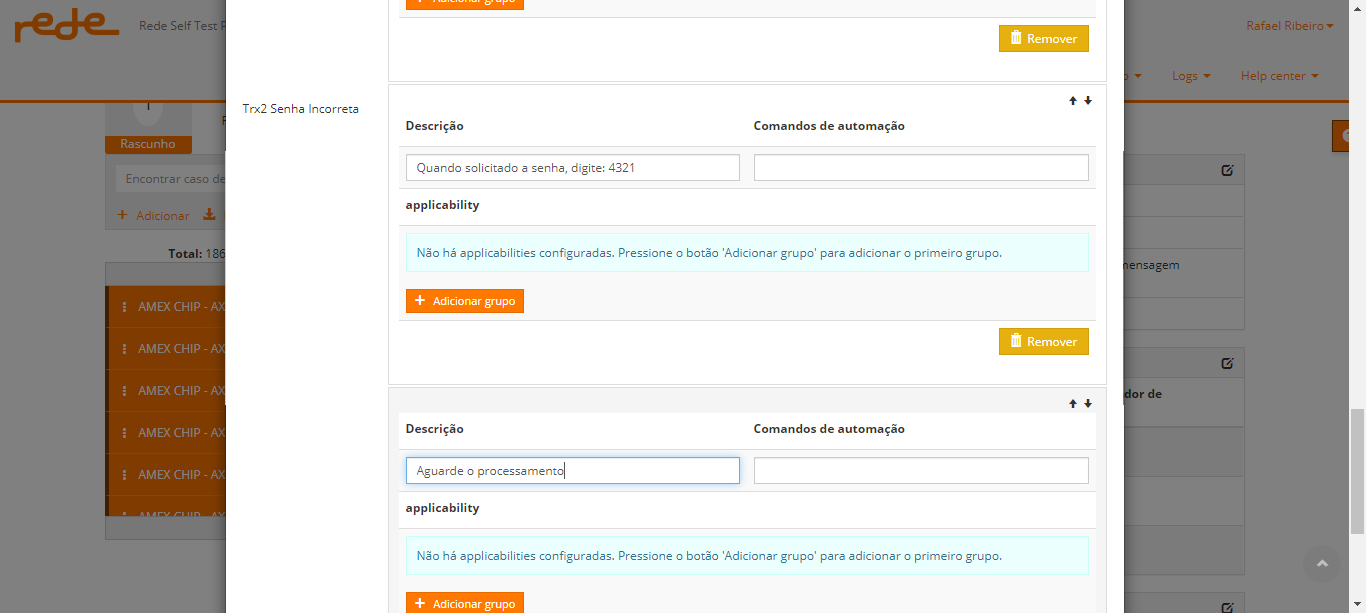 Adicionar grupo
rede
Rede Self Test
Rafael Ribeiro
Remover
Logs
Help center
Trx2 Senha Incorreta
Descrição
Comandos de automação
Rascunho
Quando solicitado a senha, digite: 4321
Encontrar caso de
applicability
Adicionar
Não há applicabilities configuradas. Pressione o botão 'Adicionar grupo' para adicionar o primeiro grupo.
Total: 186
mensagem
Adicionar grupo
AMEX CHIP - AX
Remover
AMEX CHIP - AX
AMEX CHIP - AX
dor de
Descrição
Comandos de automação
AMEX CHIP - AX
Aguarde o processamento
AMEX CHIP - AX
applicability
AMEX CHIP - AX
Não há applicabilities configuradas. Pressione o botão 'Adicionar grupo' para adicionar o primeiro grupo.
Adicionar grupo